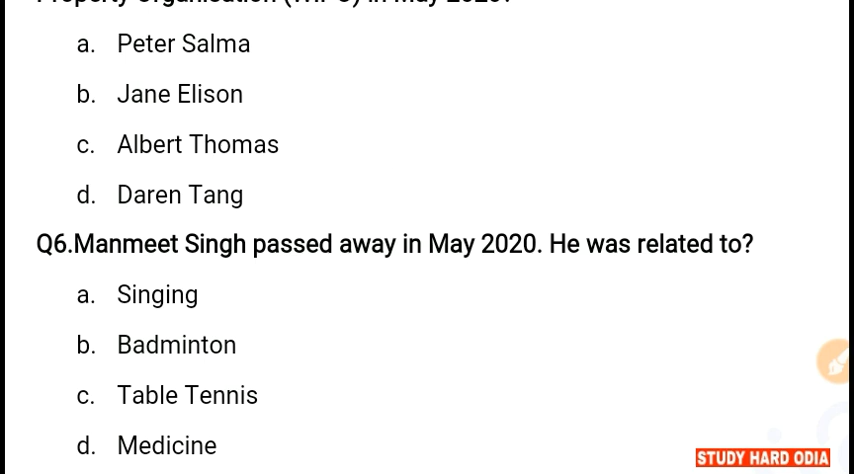 a. Peter Salma
b. Jane Elison
c. Albert Thomas
d. Daren Tang
Q6.Manmeet Singh passed away in May 2020. He was related to?
a. Singing
b. Badminton
c. Table Tennis
d. Medicine
STUDY HARD ODIA